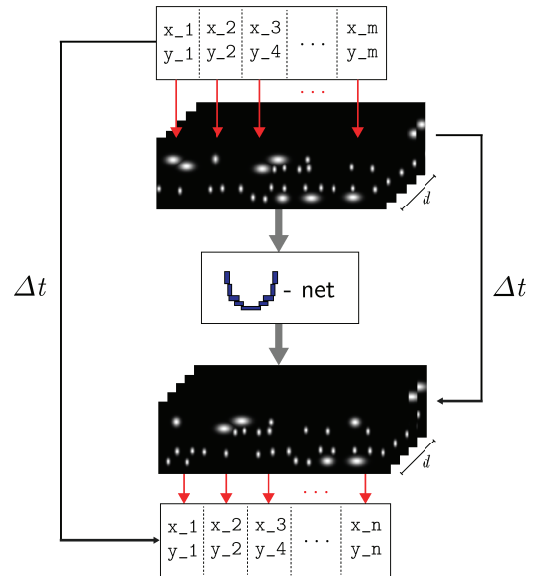 x_1 x_2 x_3 ... x_m
y_1 y_2 y_4 y_m
...
d
Δt Δt
- net
d
...
x_1 x_2 x_3 ... x_n
y_1 y_2 y_4 y_n